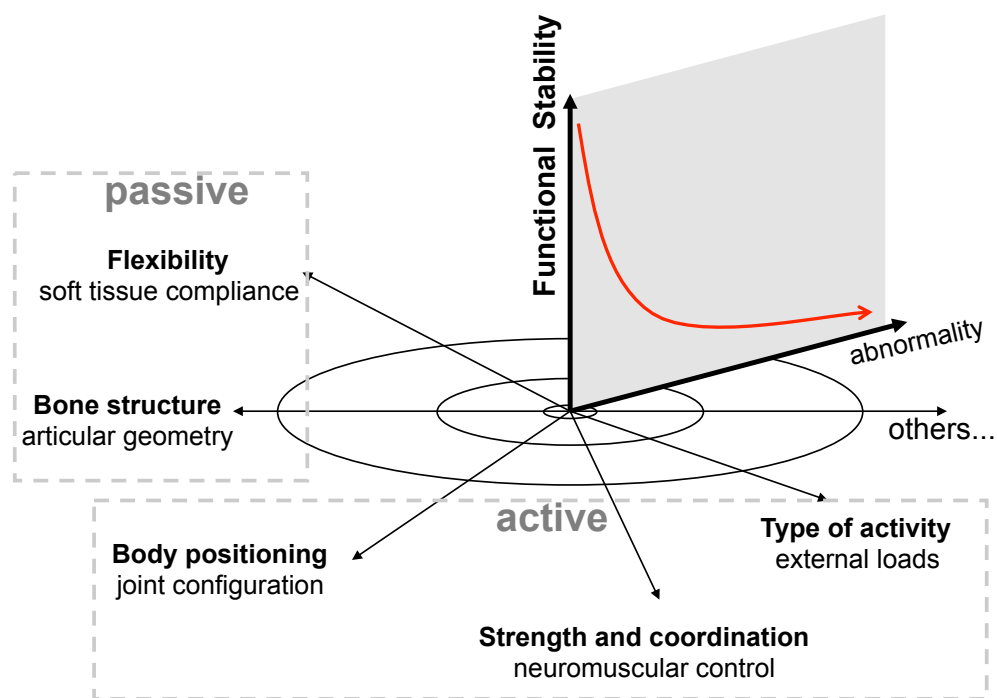 Functional Stability
passive
Flexibility
soft tissue compliance
abnormality
Bone structure
articular geometry
others...
active
Type of activity
external loads
Body positioning
joint configuration
Strength and coordination
neuromuscular control